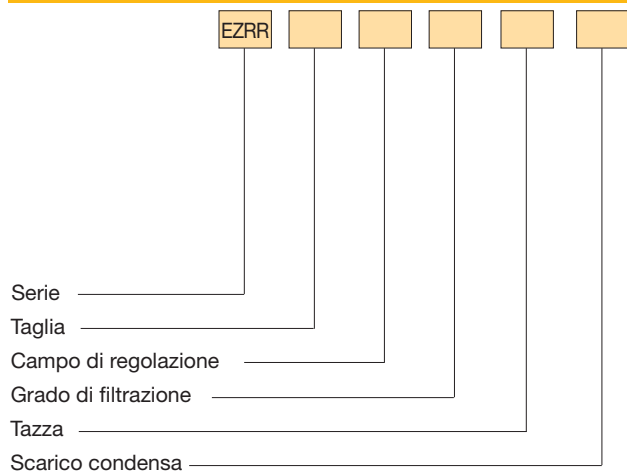 EZRR
Serie
Taglia
Campo di regolazione
Grado di filtrazione
Tazza
Scarico condensa